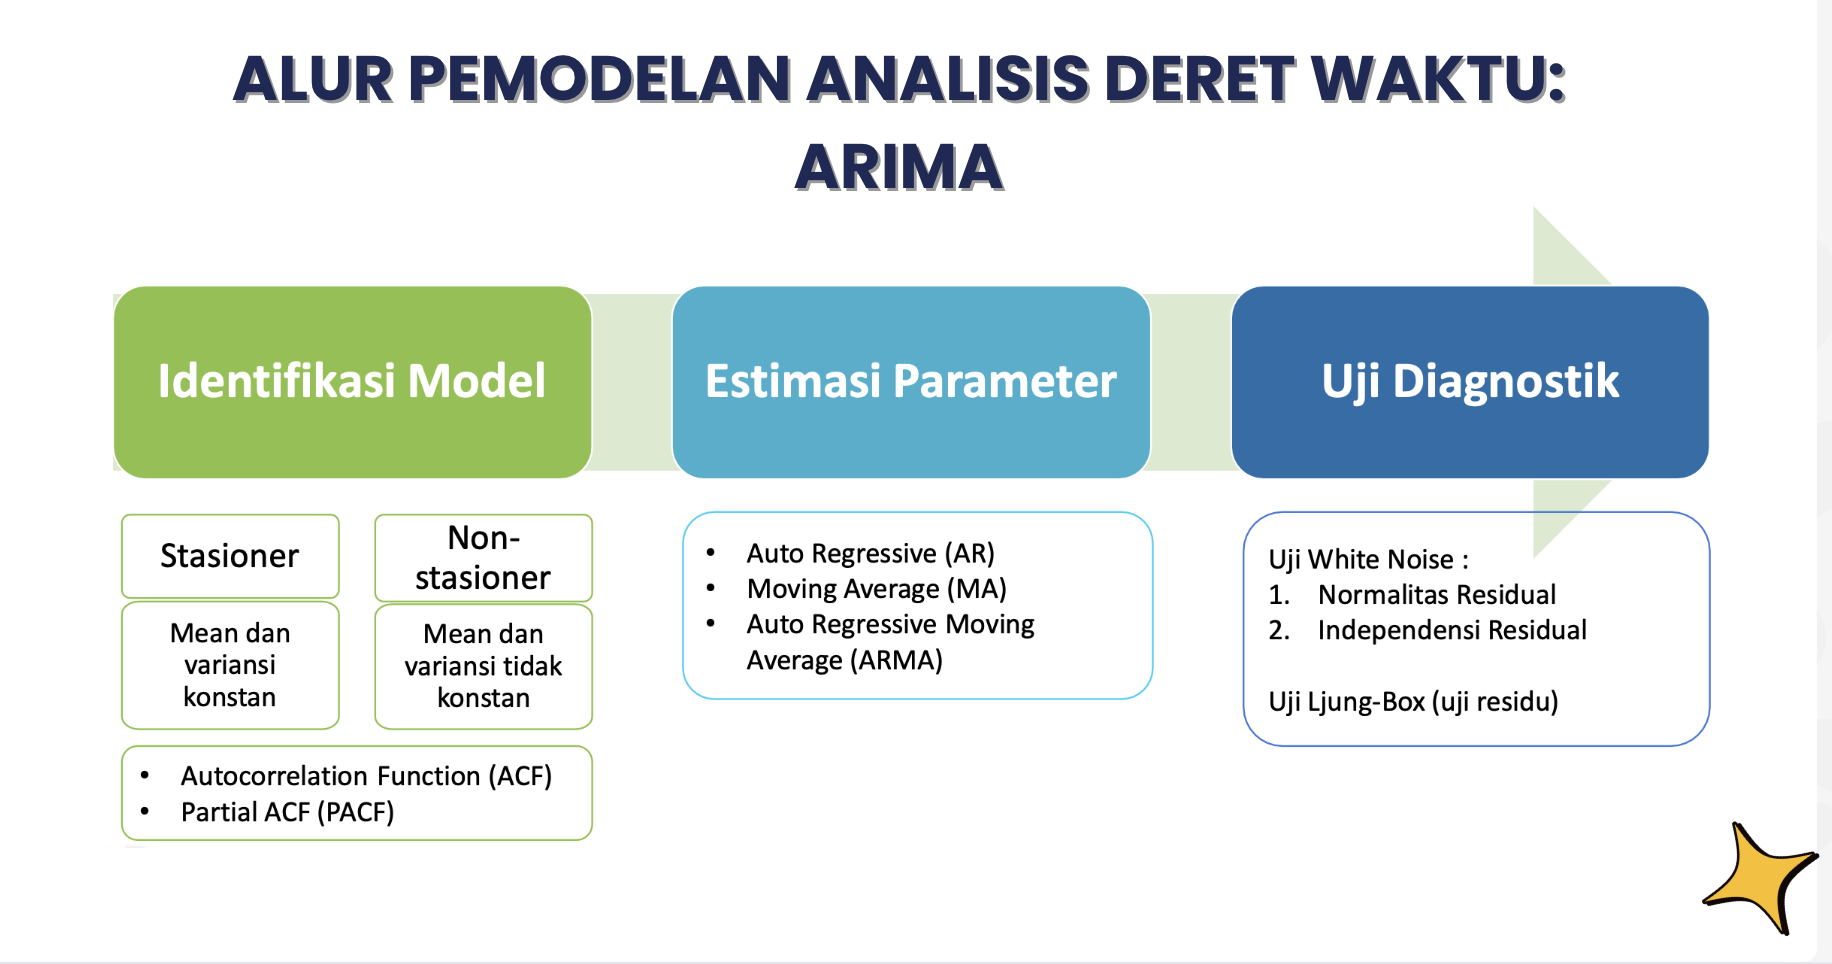 ALUR PEMODELAN ANALISIS DERET WAKTU:
ARIMA
Identifikasi Model
Estimasi Parameter
Uji Diagnostik
Stasioner
Non-
stasioner
Mean dan
variansi
konstan
Mean dan
variansi tidak
konstan
• Autocorrelation Function (ACF)
• Partial ACF (PACF)
• Auto Regressive (AR)
• Moving Average (MA)
• Auto Regressive Moving
Average (ARMA)
Uji White Noise :
1. Normalitas Residual
2. Independensi Residual
Uji Ljung-Box (uji residu)